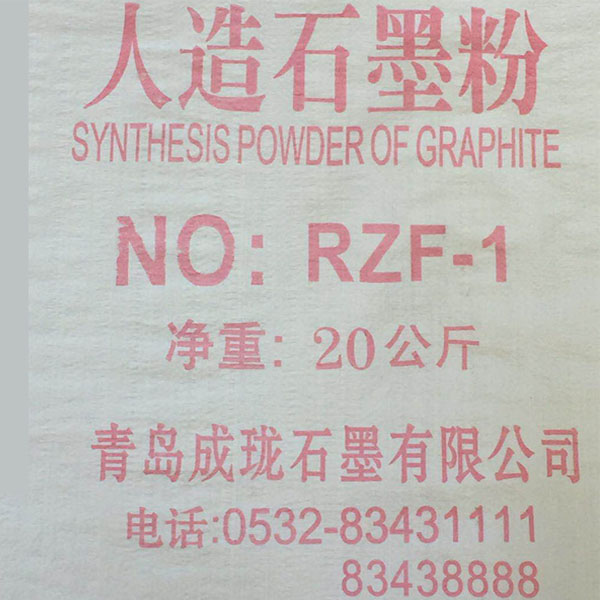 人造石墨粉
SYNTHESIS POWDER OF GRAPHITE
NO: RZF-1
净重: 20公斤
青岛成珑石墨有限公司
电话:0532-83431111
83438888